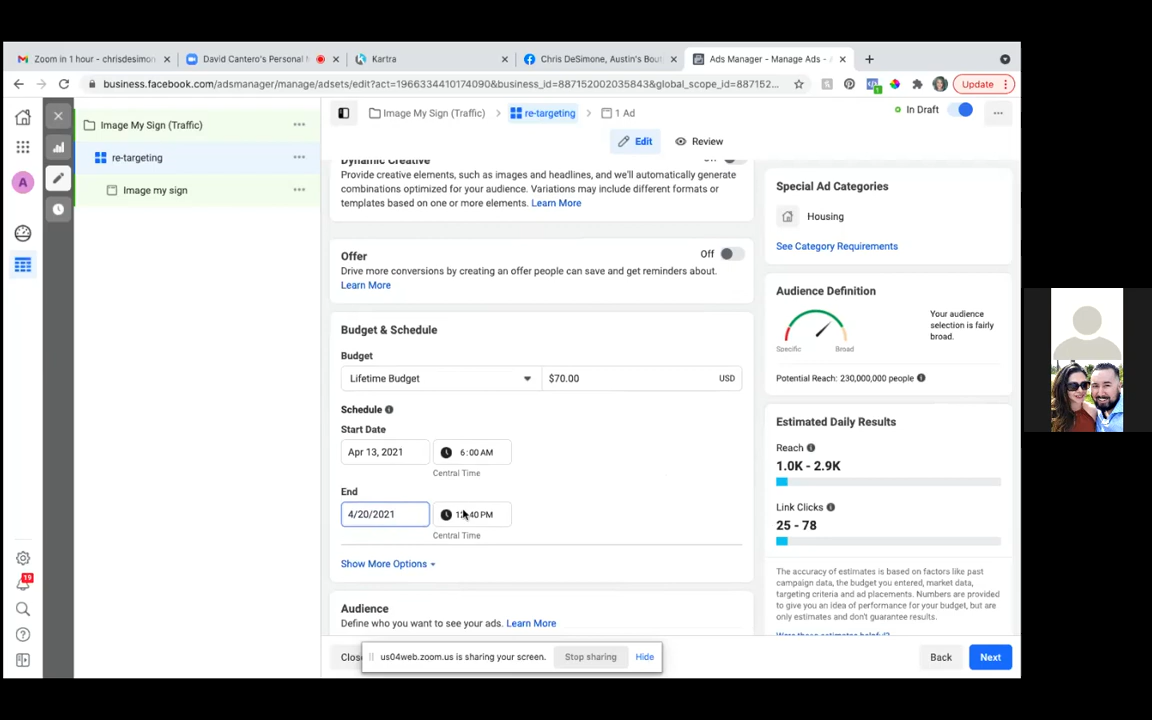 Zoom in 1 hour - chrisdesimon
David Cantero's Personal
Kartra
Chris DeSimone, Austin's Bou
Ads Manager - Manage Ads -
business.facebook.com/adsmanager/manage/adsets/edit?act=1966334410174090&business_id=887152002035843&global_scope_id=887152...
Update
Image My Sign (Traffic)
re-targeting
1 Ad
In Draft
Image My Sign (Traffic)
re-targeting
Image my sign
A
19
Edit
Review
Dynamic Creative
Provide creative elements, such as images and headlines, and we'll automatically generate
combinations optimized for your audience. Variations may include different formats or
templates based on one or more elements. Learn More
Offer
Off
Drive more conversions by creating an offer people can save and get reminders about.
Learn More
Budget & Schedule
Budget
Lifetime Budget
$70.00
USD
Schedule
Start Date
Apr 13, 2021
6:00 AM
Central Time
End
4/20/2021
PM
Central Time
Show More Options
Audience
Define who you want to see your ads. Learn More
Special Ad Categories
Housing
See Category Requirements
Audience Definition
Your audience
selection is fairly
broad.
Specific
Broad
Potential Reach: 230,000,000 people
Estimated Daily Results
Reach
1.0K - 2.9K
Link Clicks
25 - 78
The accuracy of estimates is based on factors like past
campaign data, the budget you entered, market data,
targeting criteria and ad placements. Numbers are provided
to give you an idea of performance for your budget, but are
only estimates and don't guarantee results.
Were these estimates helpful?
us04web.zoom.us is sharing your screen.
Stop sharing
Hide
Back
Next